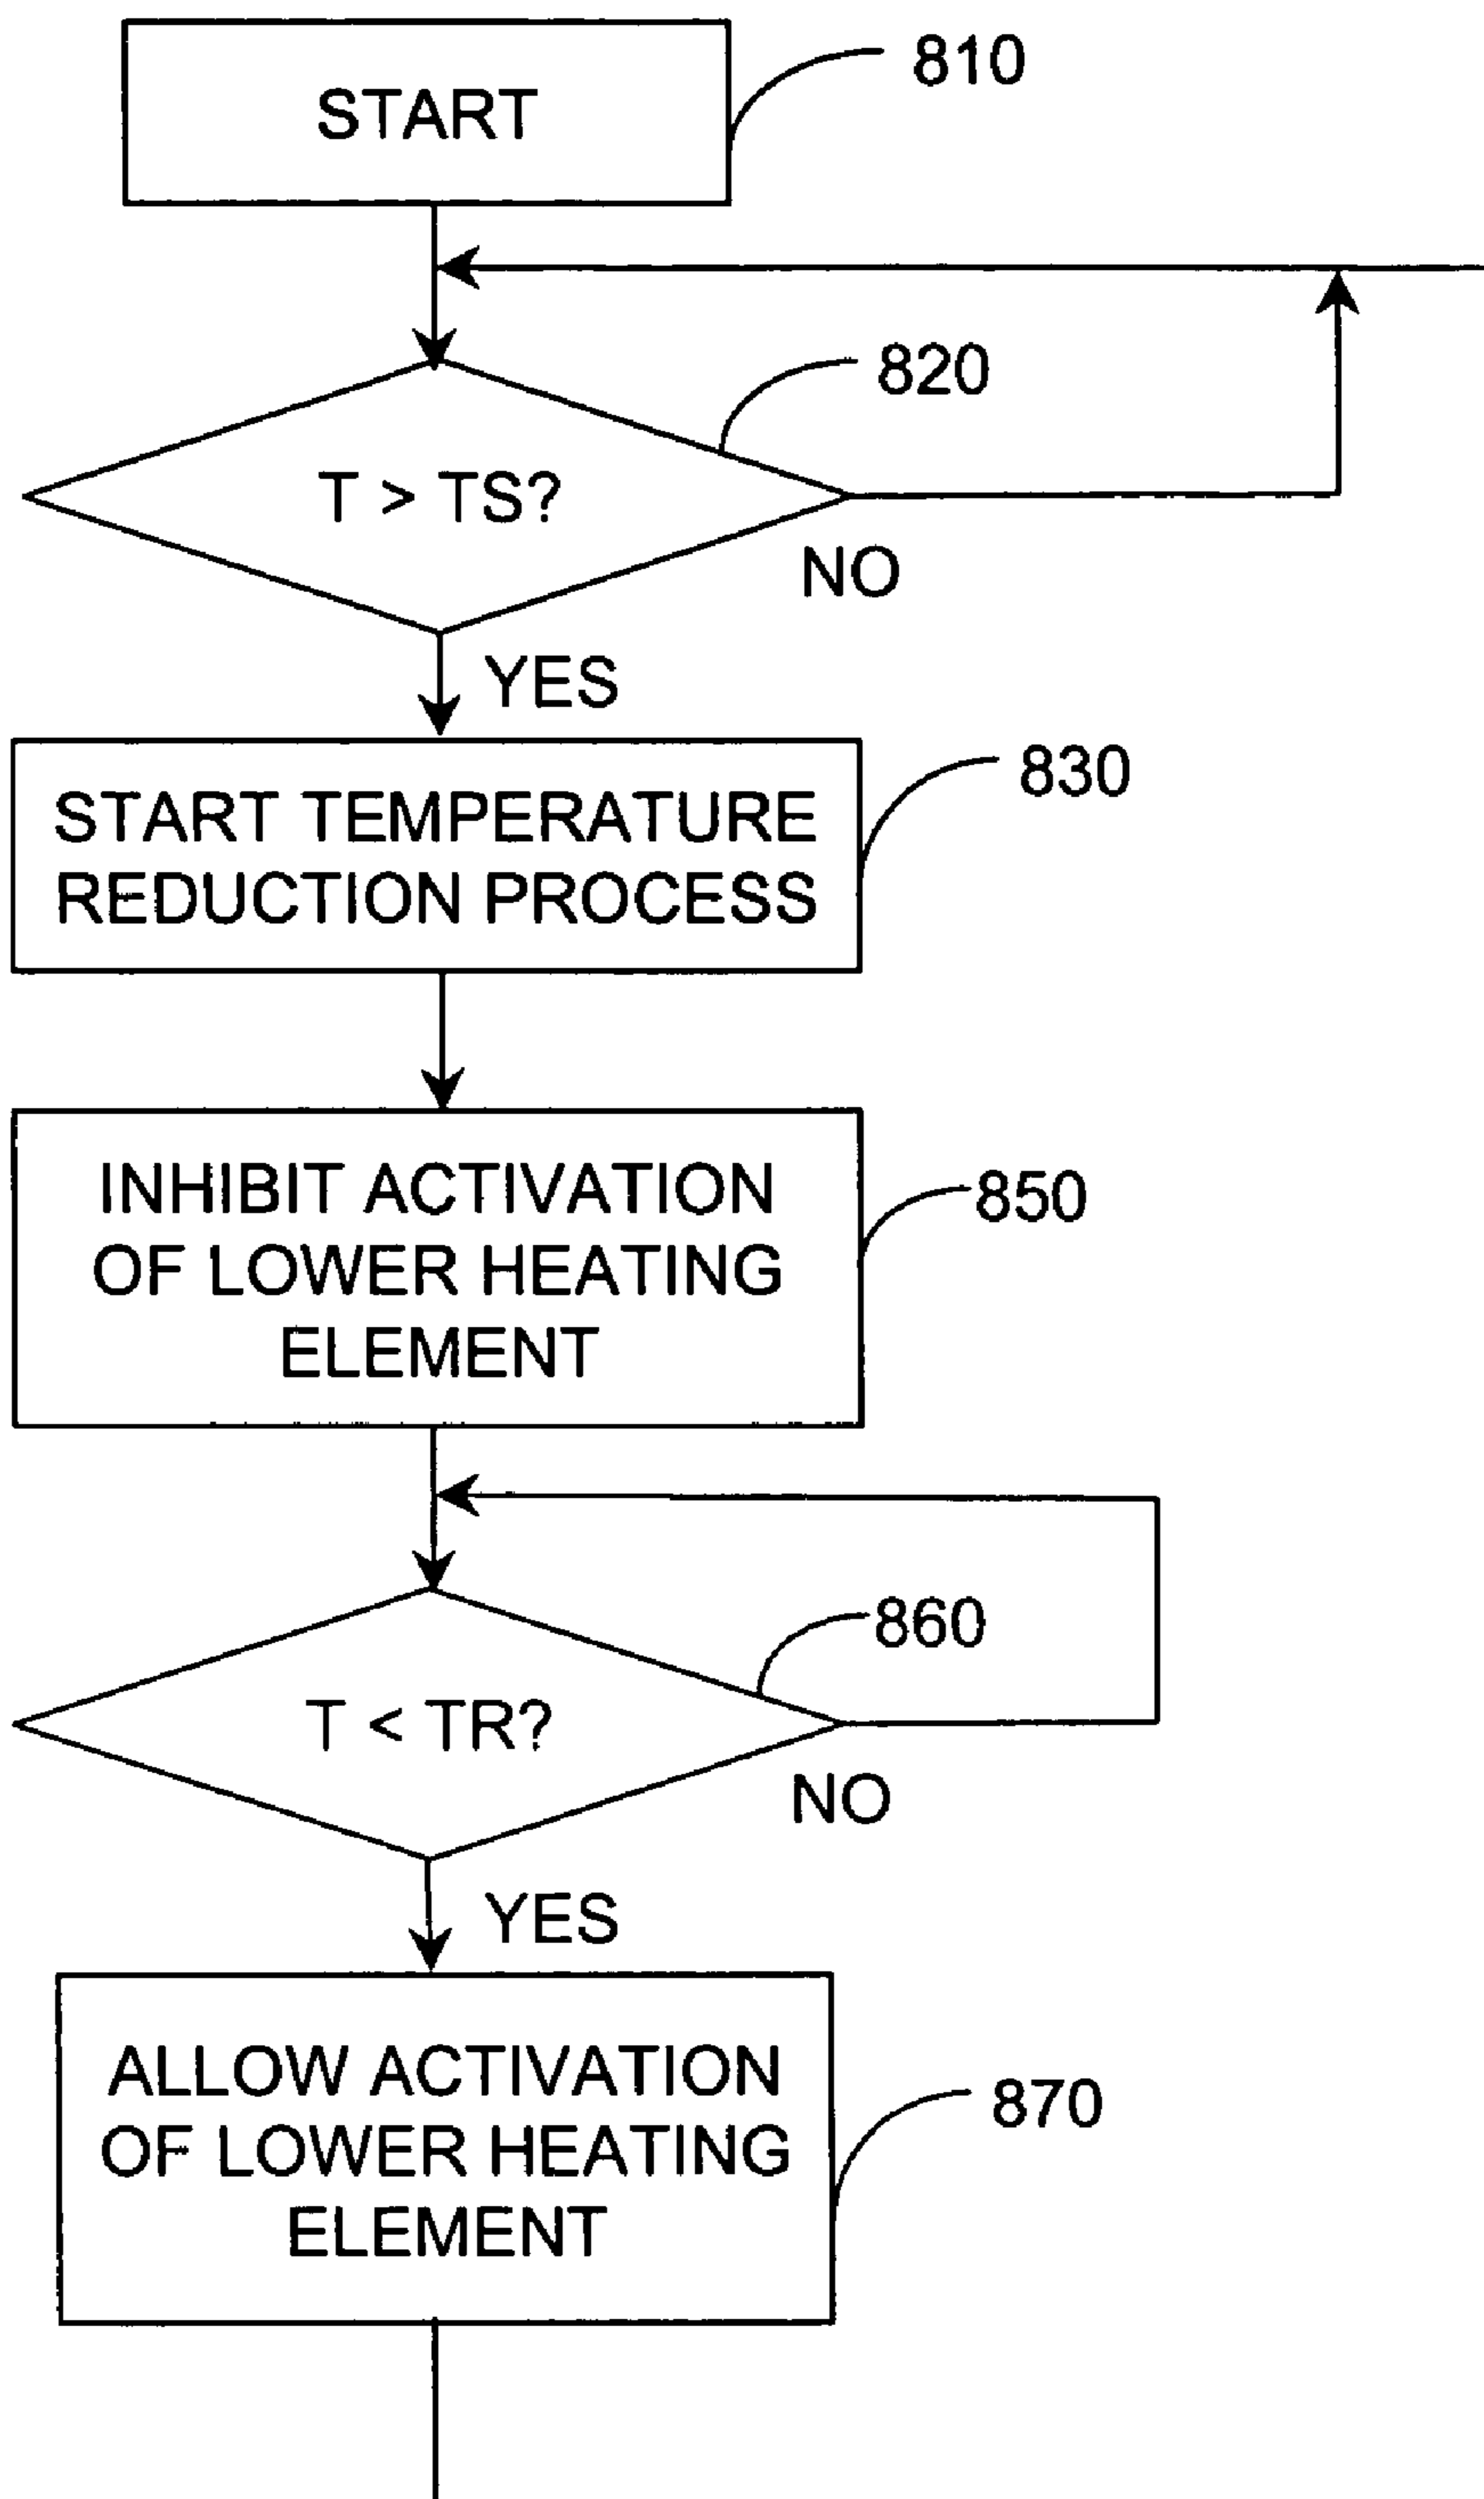 START
810
820
T > TS?
NO
YES
START TEMPERATURE
REDUCTION PROCESS
830
INHIBIT ACTIVATION
OF LOWER HEATING
ELEMENT
850
860
T < TR?
NO
YES
ALLOW ACTIVATION
OF LOWER HEATING
ELEMENT
870